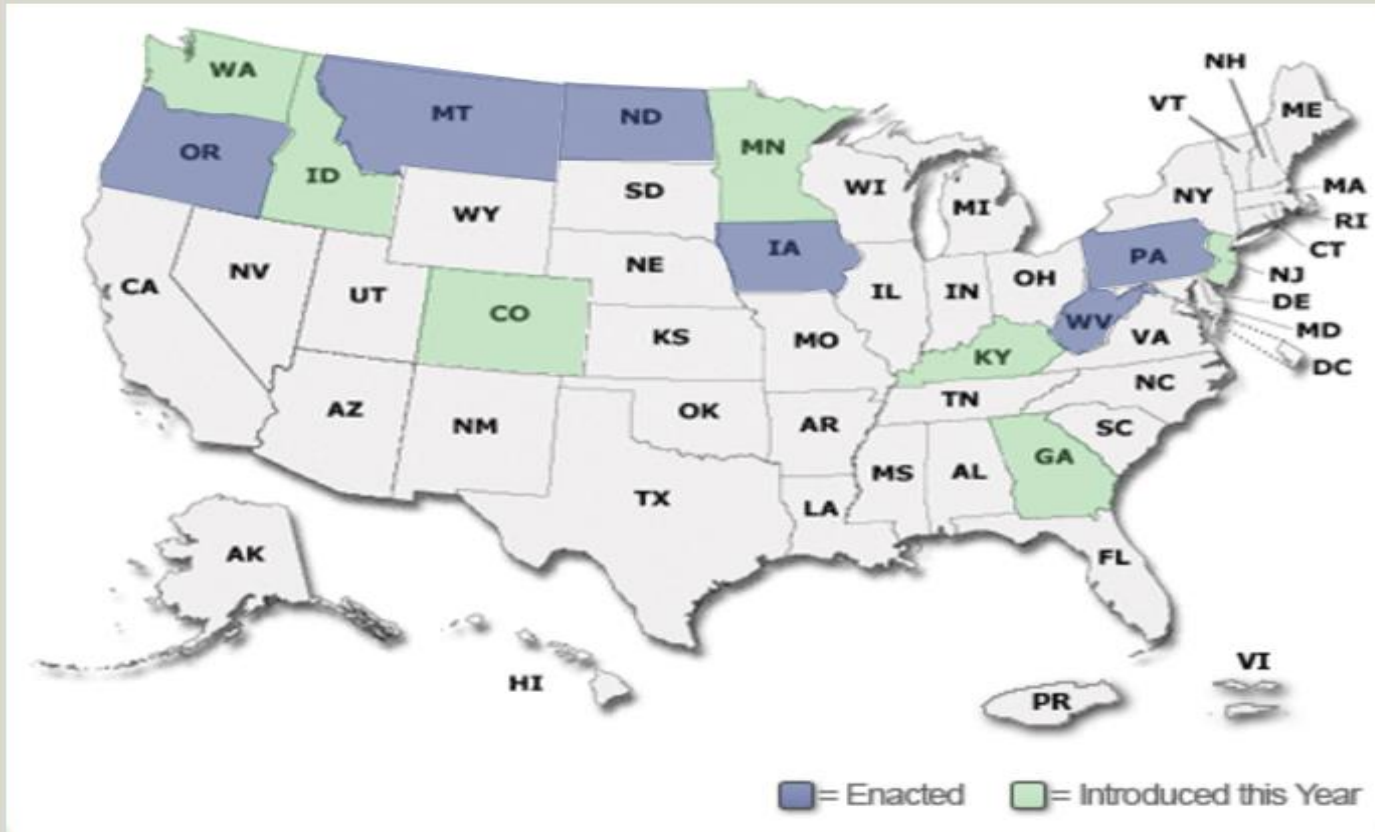 WA
MT
ND
MN
OR
ID
SD
WY
WI
MI
NH
VT
ME
NY
MA
RI
CT
NJ
DE
MD
DC
CA
NV
UT
CO
NE
IA
IL
IN
OH
PA
WV
VA
KS
MO
KY
NC
AZ
NM
OK
AR
TN
SC
TX
LA
MS
AL
GA
FL
AK
HI
PR
VI
= Enacted = Introduced this Year